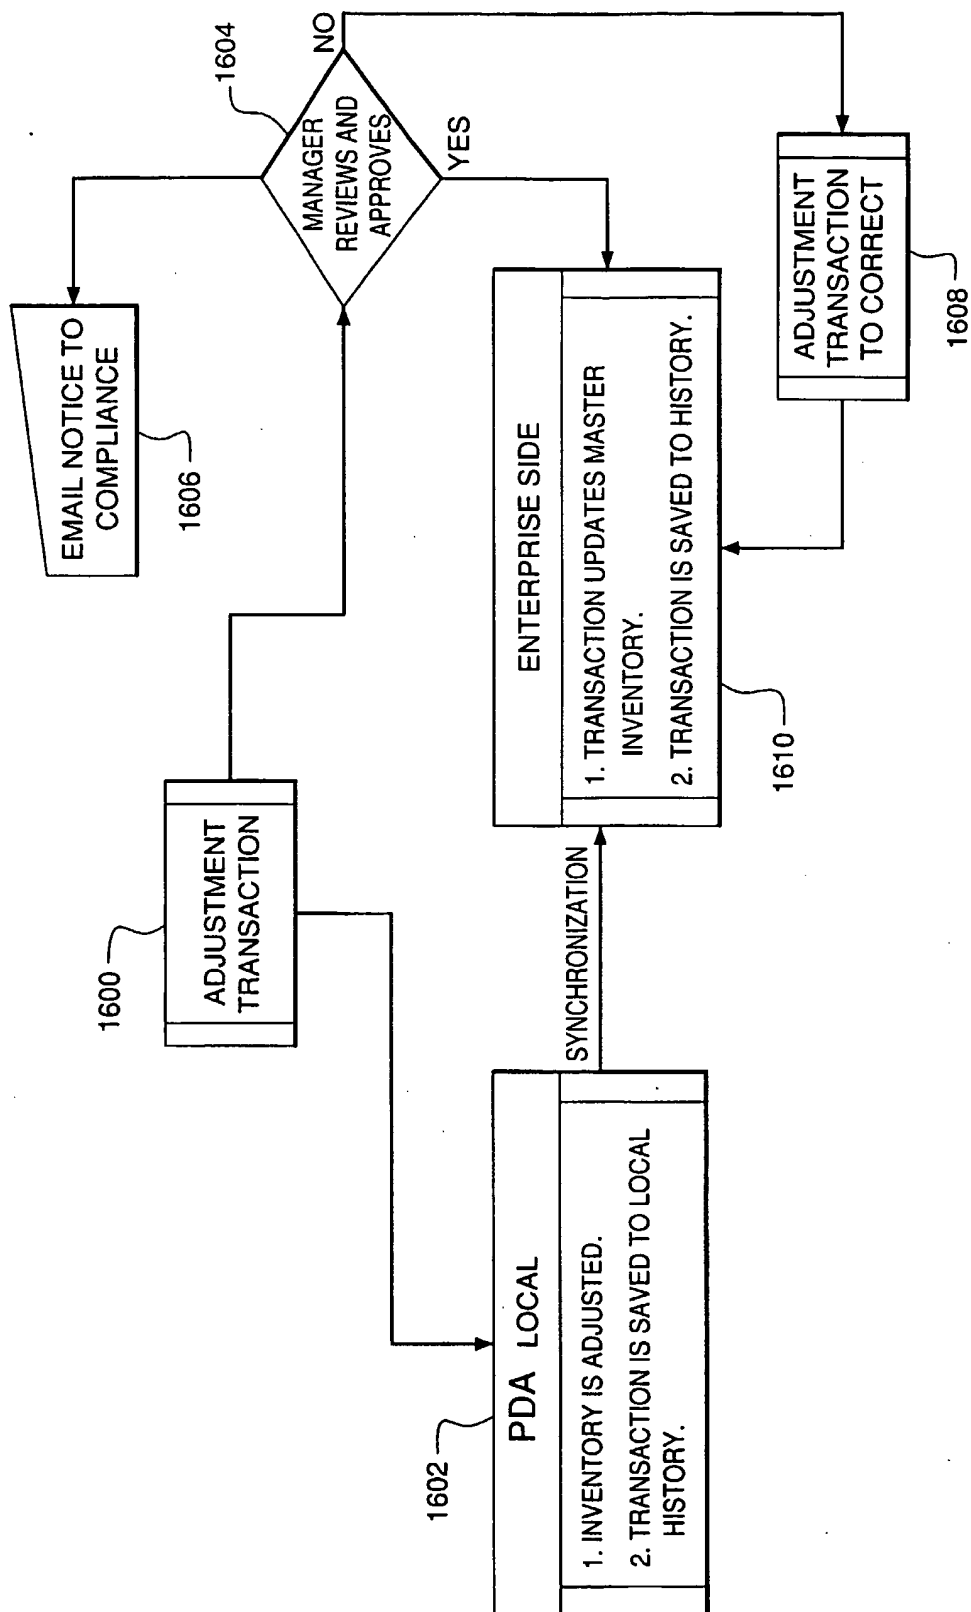 1600
ADJUSTMENT
TRANSACTION
1602
PDA LOCAL
1. INVENTORY IS ADJUSTED.
2. TRANSACTION IS SAVED TO LOCAL
HISTORY.
SYNCHRONIZATION
ENTERPRISE SIDE
1. TRANSACTION UPDATES MASTER
INVENTORY.
2. TRANSACTION IS SAVED TO HISTORY.
1610
EMAIL NOTICE TO
COMPLIANCE
1606
1604
MANAGER
REVIEWS AND
APPROVES
NO
YES
ADJUSTMENT
TRANSACTION
TO CORRECT
1608